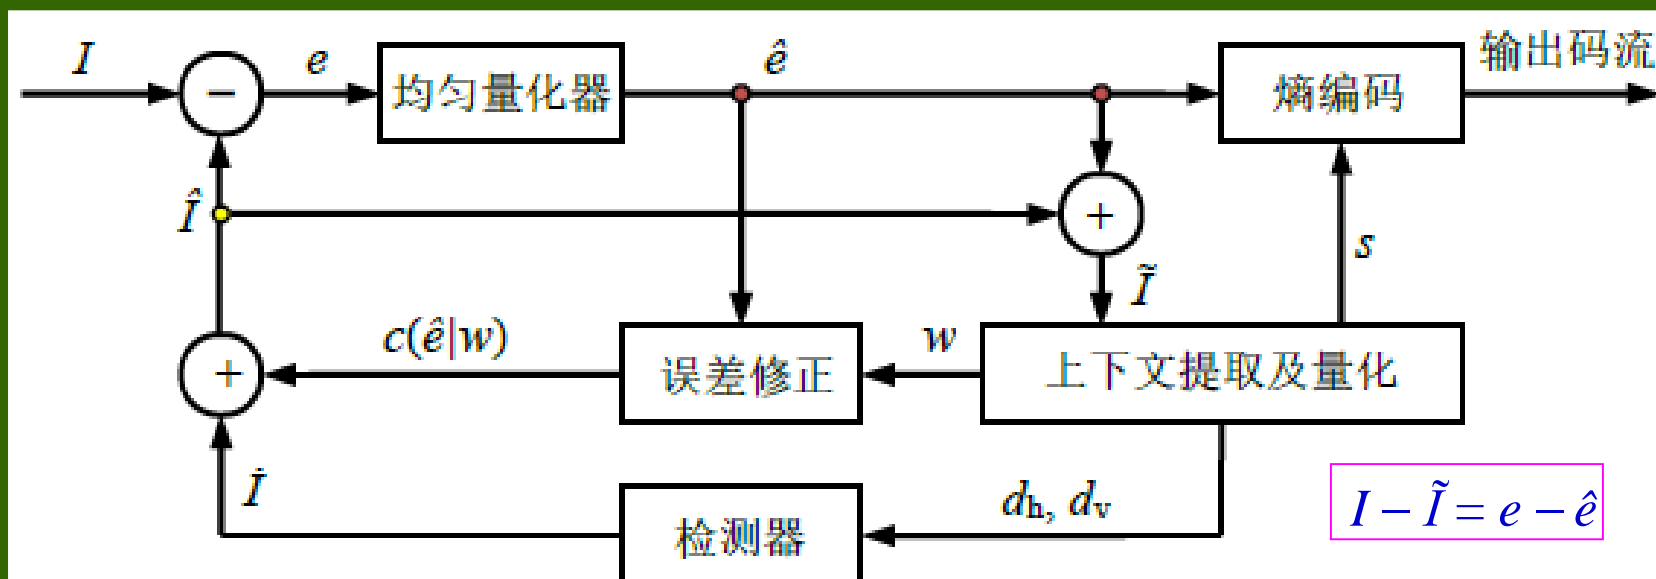 I
−
e
均匀量化器
ê
熵编码
输出码流
Î
+
s
Ĩ
+
c(ê|w)
误差修正
w
上下文提取及量化
İ
检测器
dₕ, dᵥ
I − Ĩ = e − ê